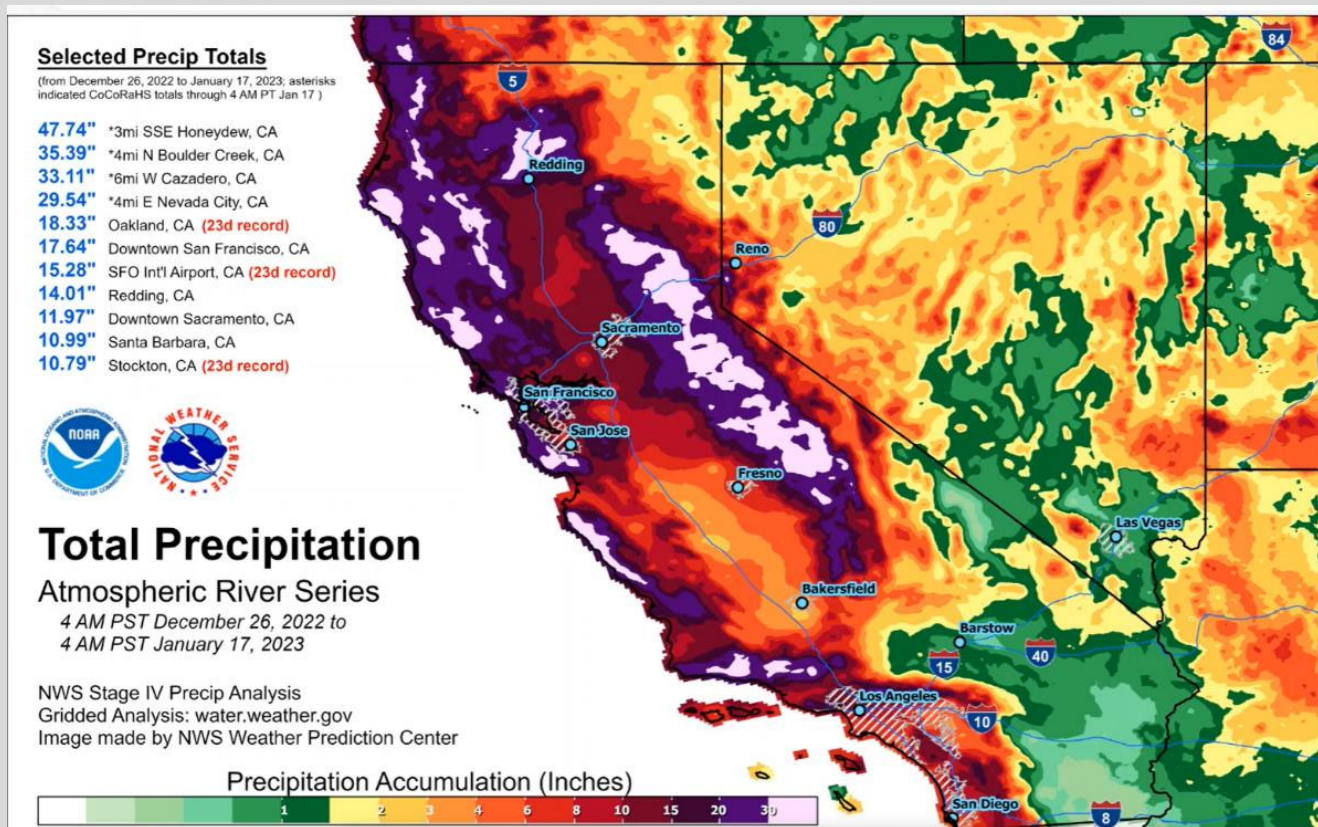 Selected Precip Totals
(from December 26, 2022 to January 17, 2023; asterisks
indicated CoCoRaHS totals through 4 AM PT Jan 17 )
47.74" *3mi SSE Honeydew, CA
35.39" *4mi N Boulder Creek, CA
33.11" *6mi W Cazadero, CA
29.54" *4mi E Nevada City, CA
18.33" Oakland, CA (23d record)
17.64" Downtown San Francisco, CA
15.28" SFO Int'l Airport, CA (23d record)
14.01" Redding, CA
11.97" Downtown Sacramento, CA
10.99" Santa Barbara, CA
10.79" Stockton, CA (23d record)
NATIONAL OCEANIC AND ATMOSPHERIC ADMINISTRATION
U.S. DEPARTMENT OF COMMERCE
NOAA
NATIONAL WEATHER SERVICE
Total Precipitation
Atmospheric River Series
4 AM PST December 26, 2022 to
4 AM PST January 17, 2023
NWS Stage IV Precip Analysis
Gridded Analysis: water.weather.gov
Image made by NWS Weather Prediction Center
Precipitation Accumulation (Inches)
1 2 3 4 6 8 10 15 20 30
84
5
Redding
80
Reno
Sacramento
San Francisco
San Jose
Fresno
Las Vegas
Bakersfield
Barstow
40
15
Los Angeles
10
San Diego
8